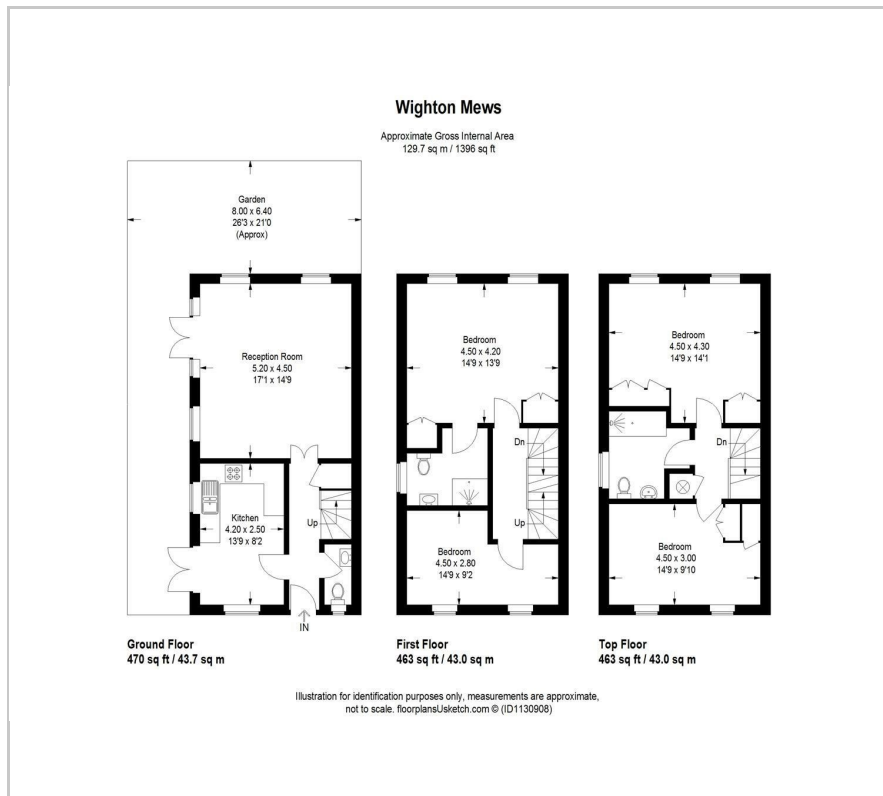 Wighton Mews
Approximate Gross Internal Area
129.7 sq m / 1396 sq ft
Garden
8.00 x 6.40
26'3 x 21'0
(Approx)
Reception Room
5.20 x 4.50
17'1 x 14'9
Kitchen
4.20 x 2.50
13'9 x 8'2
Up
IN
Ground Floor
470 sq ft / 43.7 sq m
Bedroom
4.50 x 4.20
14'9 x 13'9
Dn
Up
Bedroom
4.50 x 2.80
14'9 x 9'2
First Floor
463 sq ft / 43.0 sq m
Bedroom
4.50 x 4.30
14'9 x 14'1
Dn
Bedroom
4.50 x 3.00
14'9 x 9'10
Top Floor
463 sq ft / 43.0 sq m
Illustration for identification purposes only, measurements are approximate,
not to scale. floorplansUsketch.com © (ID1130908)